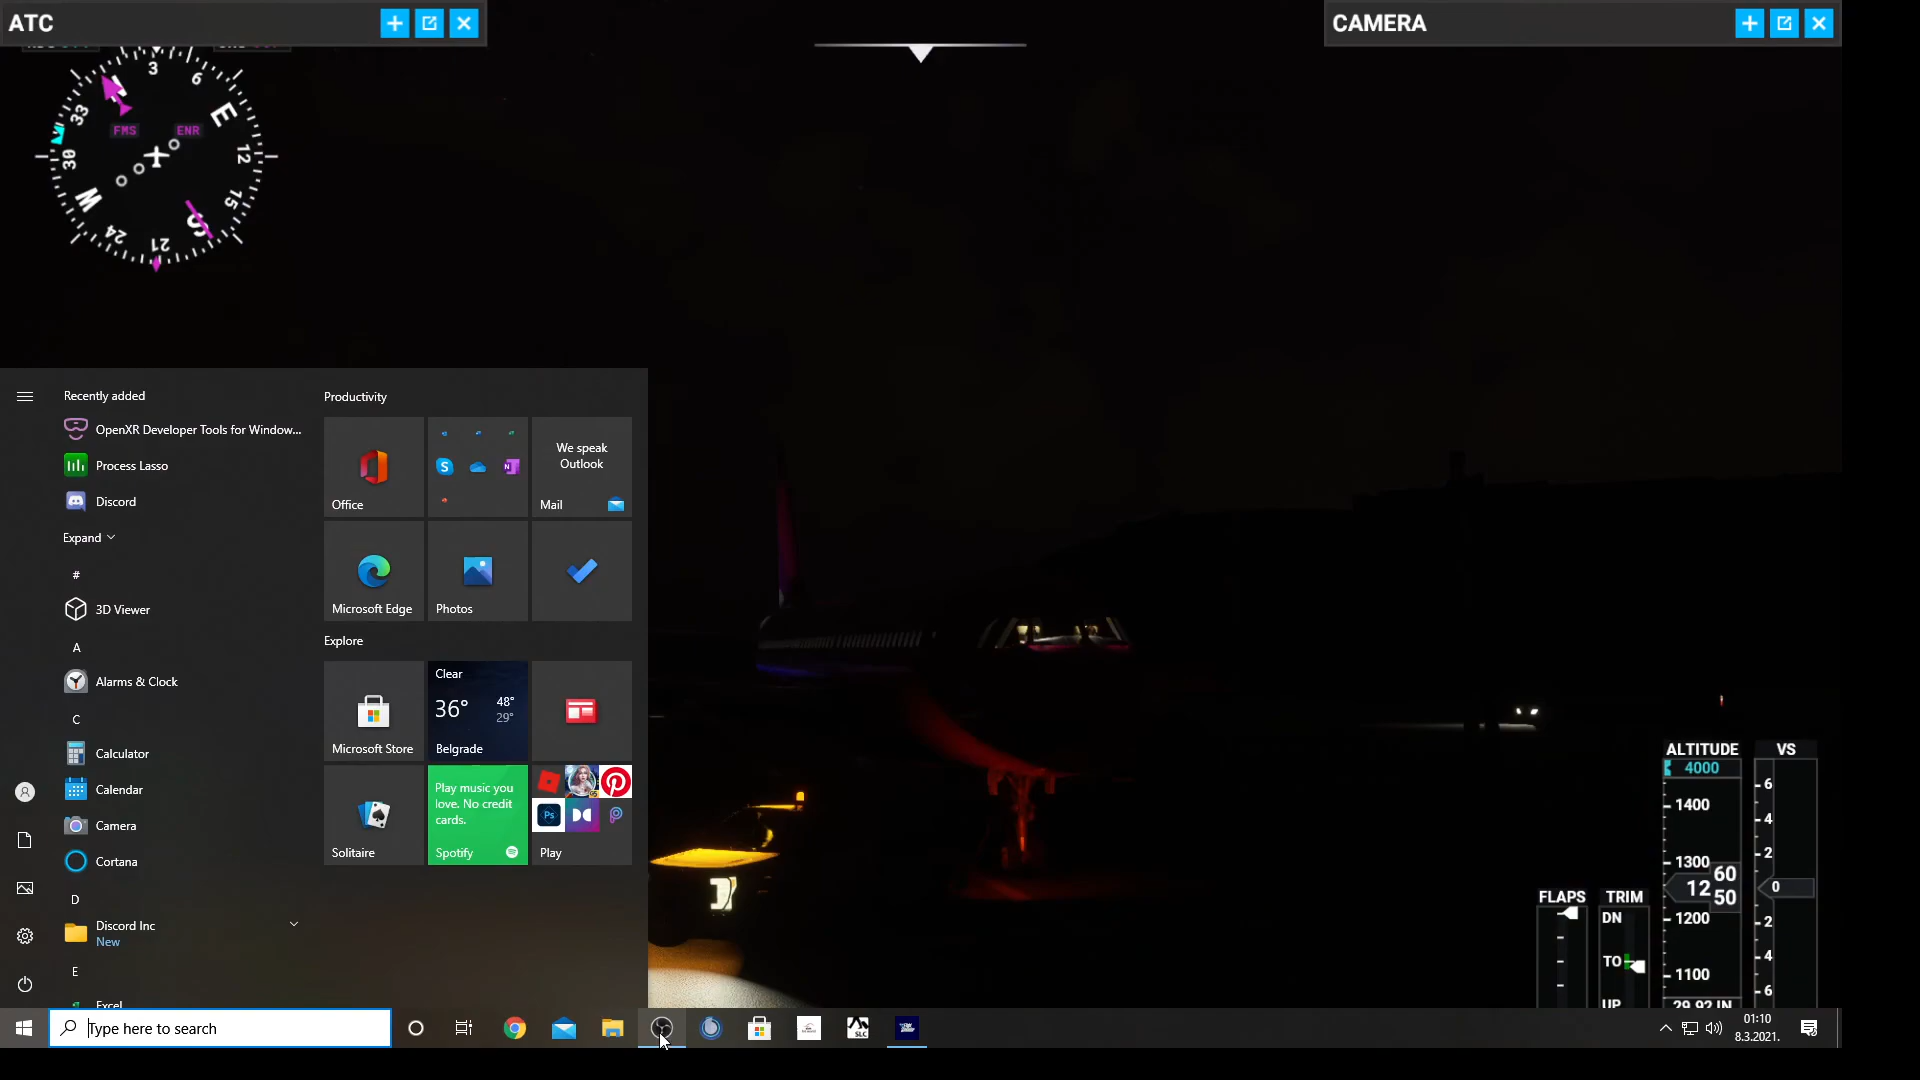 ATC
CAMERA
3
6
33
E
FMS
ENR
30
12
W
15
24
S
21
Recently added
OpenXR Developer Tools for Window...
Process Lasso
Discord
Expand
#
3D Viewer
A
Alarms & Clock
C
Calculator
Calendar
Camera
Cortana
D
Discord Inc
New
E
Excel
Productivity
Office
We speak
Outlook
Mail
Microsoft Edge
Photos
Explore
Microsoft Store
Clear
36° 48°
29°
Belgrade
Solitaire
Play music you
love. No credit
cards.
Spotify
Play
ALTITUDE
4000
1400
1300
12 60
50
1200
1100
29.92 IN
VS
6
4
2
0
2
4
6
FLAPS
TRIM
DN
TO
UP
Type here to search
SLC
01:10
8.3.2021.